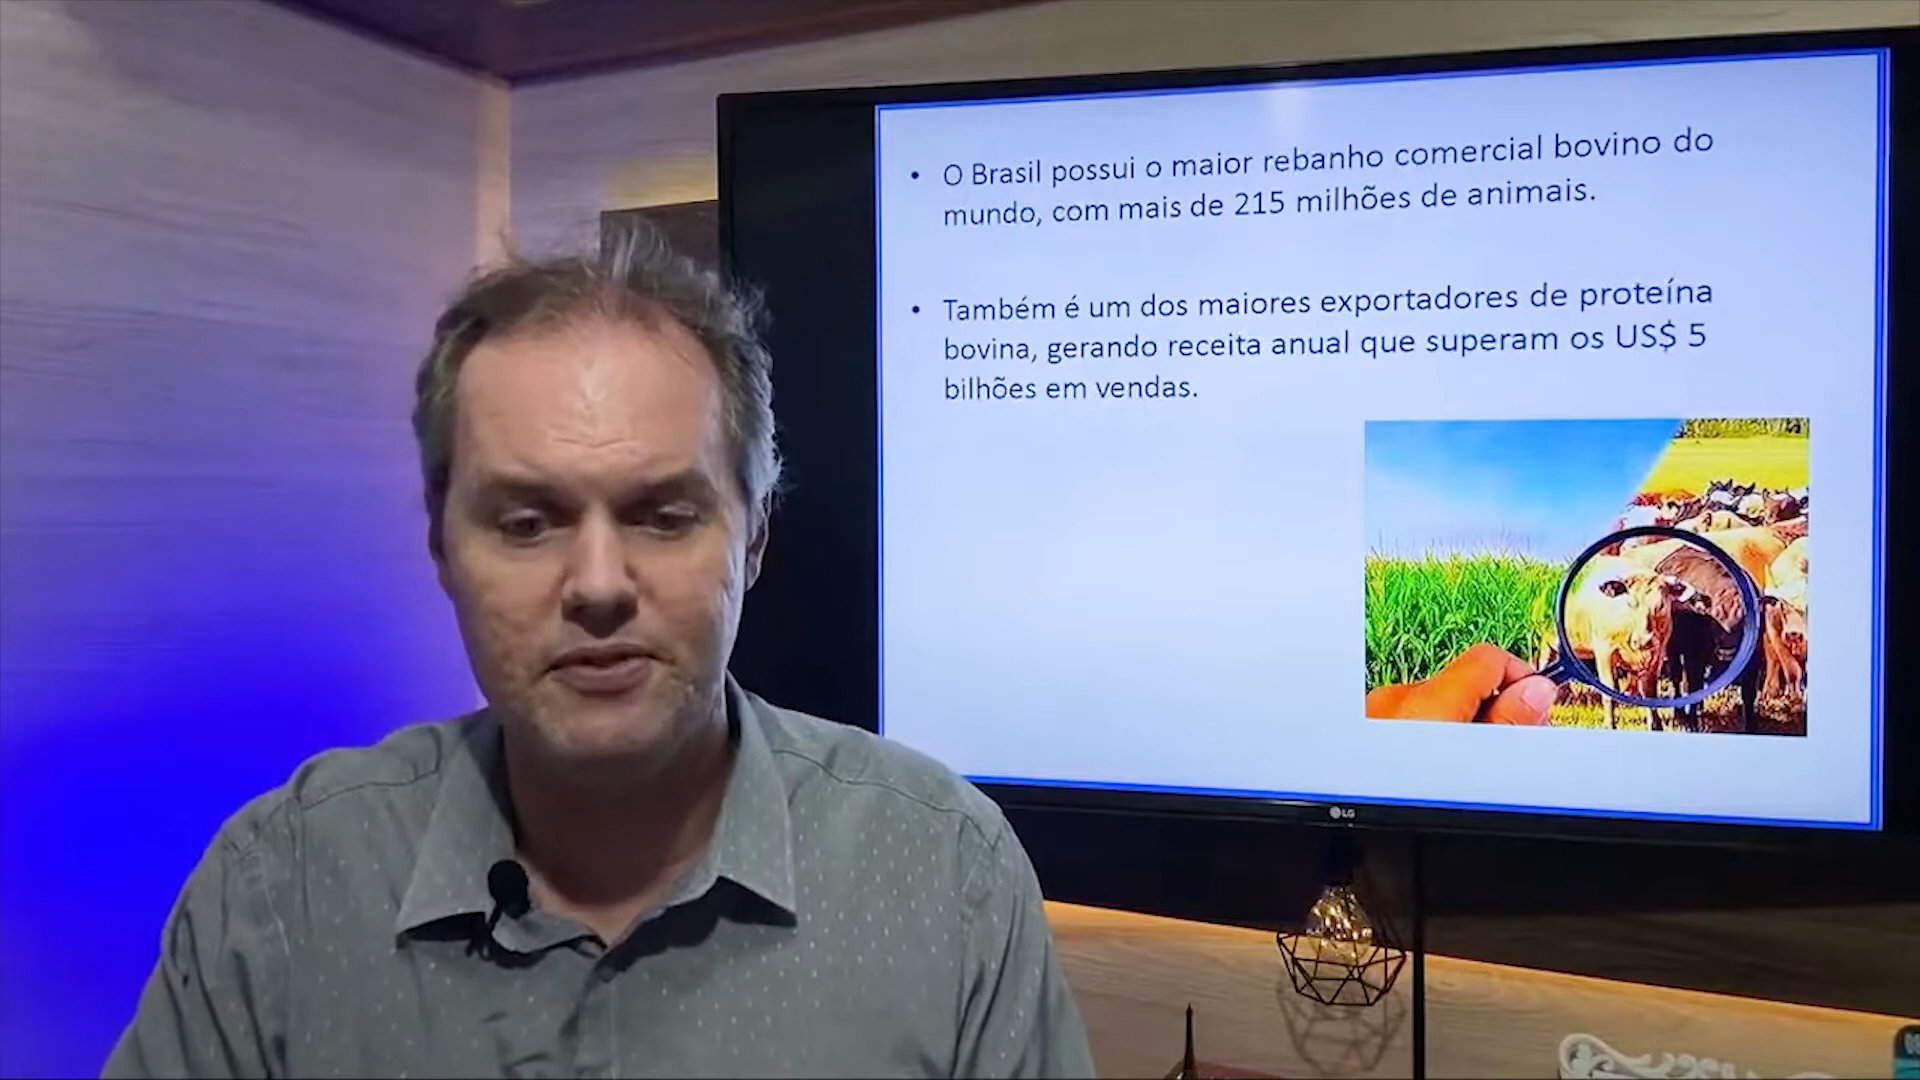 • O Brasil possui o maior rebanho comercial bovino do
mundo, com mais de 215 milhões de animais.
• Também é um dos maiores exportadores de proteína
bovina, gerando receita anual que superam os US$ 5
bilhões em vendas.
LG